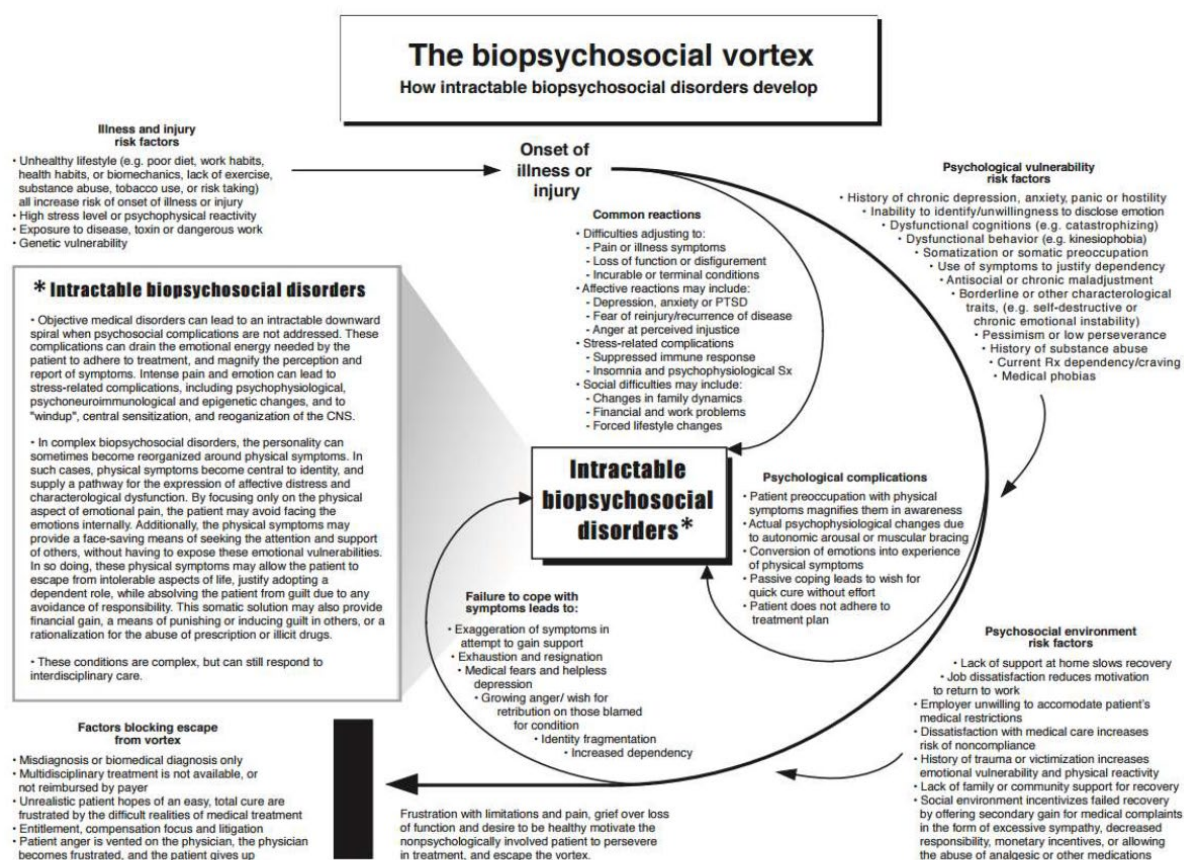 The biopsychosocial vortex
How intractable biopsychosocial disorders develop
Illness and injury
risk factors
• Unhealthy lifestyle (e.g. poor diet, work habits,
health habits, or biomechanics, lack of exercise,
substance abuse, tobacco use, or risk taking)
all increase risk of onset of illness or injury
• High stress level or psychophysical reactivity
• Exposure to disease, toxin or dangerous work
• Genetic vulnerability
Onset of
illness or
injury
Common reactions
• Difficulties adjusting to:
- Pain or illness symptoms
- Loss of function or disfigurement
- Incurable or terminal conditions
• Affective reactions may include:
- Depression, anxiety or PTSD
- Fear of reinjury/recurrence of disease
- Anger at perceived injustice
• Stress-related complications
- Suppressed immune response
- Insomnia and psychophysiological Sx
• Social difficulties may include:
- Changes in family dynamics
- Financial and work problems
- Forced lifestyle changes
Psychological vulnerability
risk factors
• History of chronic depression, anxiety, panic or hostility
• Inability to identify/unwillingness to disclose emotion
• Dysfunctional cognitions (e.g. catastrophizing)
• Dysfunctional behavior (e.g. kinesiophobia)
• Somatization or somatic preoccupation
• Use of symptoms to justify dependency
• Antisocial or chronic maladjustment
• Borderline or other characterological
traits, (e.g. self-destructive or
chronic emotional instability)
• Pessimism or low perseverance
• History of substance abuse
• Current Rx dependency/craving
• Medical phobias
* Intractable biopsychosocial disorders
• Objective medical disorders can lead to an intractable downward
spiral when psychosocial complications are not addressed. These
complications can drain the emotional energy needed by the
patient to adhere to treatment, and magnify the perception and
report of symptoms. Intense pain and emotion can lead to
stress-related complications, including psychophysiological,
psychoneuroimmunological and epigenetic changes, and to
"windup", central sensitization, and reoganization of the CNS.
• In complex biopsychosocial disorders, the personality can
sometimes become reorganized around physical symptoms. In
such cases, physical symptoms become central to identity, and
supply a pathway for the expression of affective distress and
characterological dysfunction. By focusing only on the physical
aspect of emotional pain, the patient may avoid facing the
emotions internally. Additionally, the physical symptoms may
provide a face-saving means of seeking the attention and support
of others, without having to expose these emotional vulnerabilities.
In so doing, these physical symptoms may allow the patient to
escape from intolerable aspects of life, justify adopting a
dependent role, while absolving the patient from guilt due to any
avoidance of responsibility. This somatic solution may also provide
financial gain, a means of punishing or inducing guilt in others, or a
rationalization for the abuse of prescription or illicit drugs.
• These conditions are complex, but can still respond to
interdisciplinary care.
Intractable
biopsychosocial
disorders*
Psychological complications
• Patient preoccupation with physical
symptoms magnifies them in awareness
• Actual psychophysiological changes due
to autonomic arousal or muscular bracing
• Conversion of emotions into experience
of physical symptoms
• Passive coping leads to wish for
quick cure without effort
• Patient does not adhere to
treatment plan
Failure to cope with
symptoms leads to:
• Exaggeration of symptoms in
attempt to gain support
• Exhaustion and resignation
• Medical fears and helpless
depression
• Growing anger/ wish for
retribution on those blamed
for condition
• Identity fragmentation
• Increased dependency
Psychosocial environment
risk factors
• Lack of support at home slows recovery
• Job dissatisfaction reduces motivation
to return to work
• Employer unwilling to accomodate patient's
medical restrictions
• Dissatisfaction with medical care increases
risk of noncompliance
• History of trauma or victimization increases
emotional vulnerability and physical reactivity
• Lack of family or community support for recovery
• Social environment incentivizes failed recovery
by offering secondary gain for medical complaints
in the form of excessive sympathy, decreased
responsibility, monetary incentives, or allowing
the abuse of analgesic or other medications
Factors blocking escape
from vortex
• Misdiagnosis or biomedical diagnosis only
• Multidisciplinary treatment is not available, or
not reimbursed by payer
• Unrealistic patient hopes of an easy, total cure are
frustrated by the difficult realities of medical treatment
• Entitlement, compensation focus and litigation
• Patient anger is vented on the physician, the physician
becomes frustrated, and the patient gives up
Frustration with limitations and pain, grief over loss
of function and desire to be healthy motivate the
nonpsychologically involved patient to persevere
in treatment, and escape the vortex.